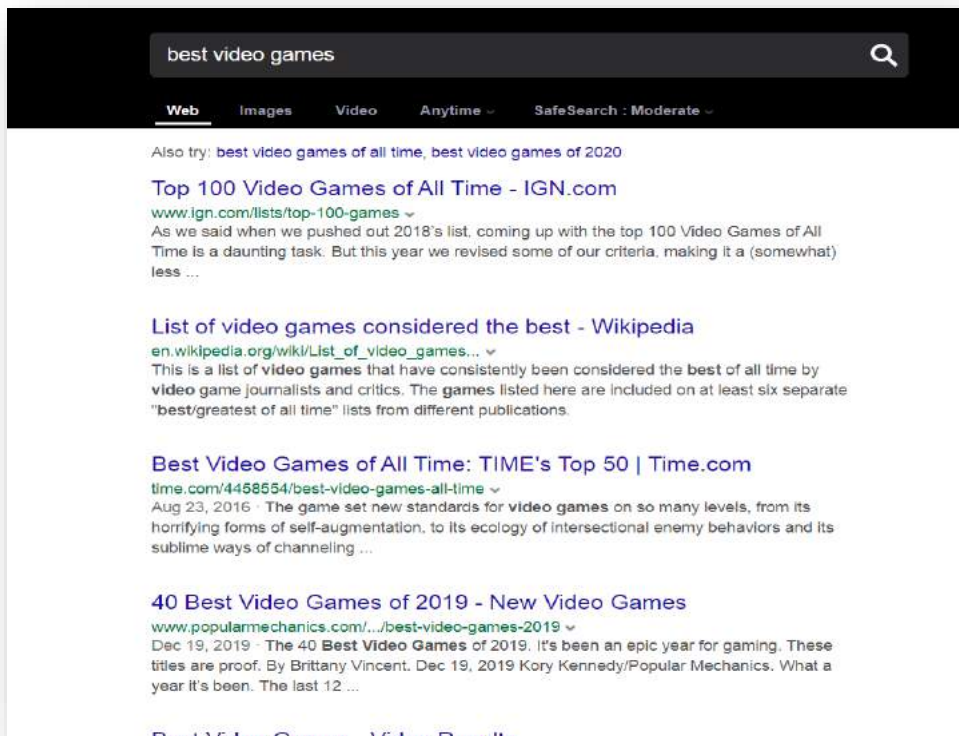 best video games
Web Images Video Anytime SafeSearch : Moderate
Also try: best video games of all time, best video games of 2020
Top 100 Video Games of All Time - IGN.com
www.ign.com/lists/top-100-games
As we said when we pushed out 2018's list, coming up with the top 100 Video Games of All
Time is a daunting task. But this year we revised some of our criteria, making it a (somewhat)
less ...
List of video games considered the best - Wikipedia
en.wikipedia.org/wiki/List_of_video_games...
This is a list of video games that have consistently been considered the best of all time by
video game journalists and critics. The games listed here are included on at least six separate
"best/greatest of all time" lists from different publications.
Best Video Games of All Time: TIME's Top 50 | Time.com
time.com/4458554/best-video-games-all-time
Aug 23, 2016 · The game set new standards for video games on so many levels, from its
horrifying forms of self-augmentation, to its ecology of intersectional enemy behaviors and its
sublime ways of channeling ...
40 Best Video Games of 2019 - New Video Games
www.popularmechanics.com/.../best-video-games-2019
Dec 19, 2019 · The 40 Best Video Games of 2019. It's been an epic year for gaming. These
titles are proof. By Brittany Vincent. Dec 19, 2019 Kory Kennedy/Popular Mechanics. What a
year it's been. The last 12 ...
Best Video Games - Video Results